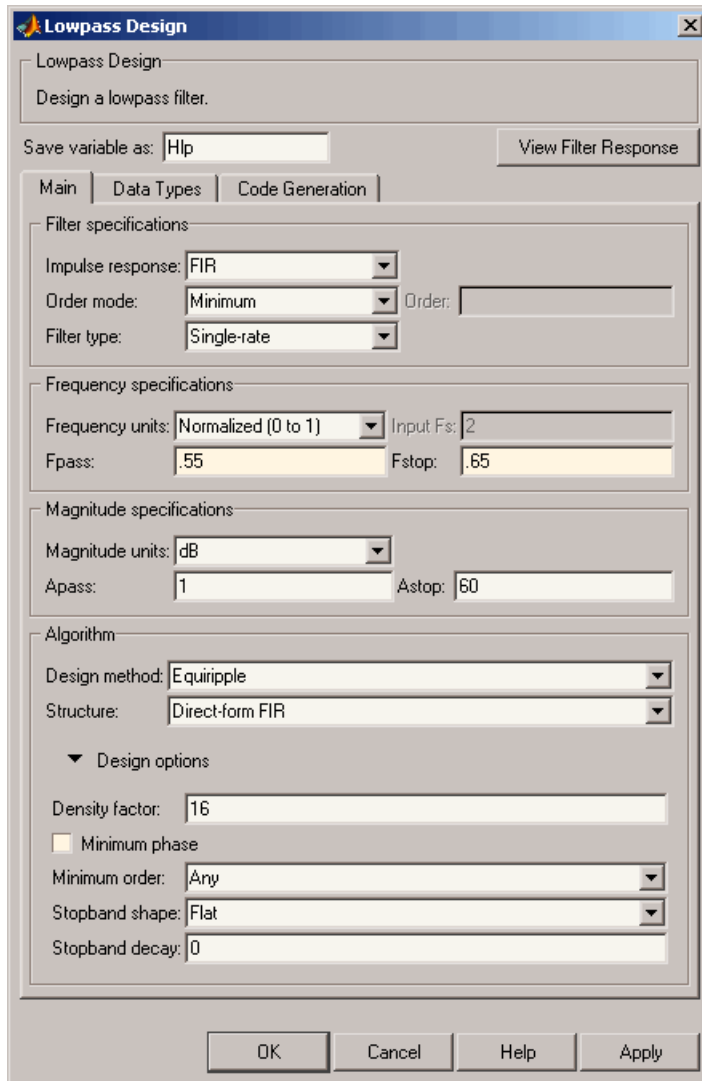 Lowpass Design
Lowpass Design
Design a lowpass filter.
Save variable as: Hlp View Filter Response
Main Data Types Code Generation
Filter specifications
Impulse response: FIR
Order mode: Minimum Order:
Filter type: Single-rate
Frequency specifications
Frequency units: Normalized (0 to 1) Input Fs: 2
Fpass: .55 Fstop: .65
Magnitude specifications
Magnitude units: dB
Apass: 1 Astop: 60
Algorithm
Design method: Equiripple
Structure: Direct-form FIR
Design options
Density factor: 16
Minimum phase
Minimum order: Any
Stopband shape: Flat
Stopband decay: 0
OK Cancel Help Apply